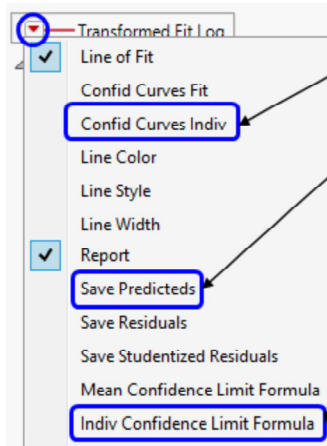 Transformed Fit Log
Line of Fit
Confid Curves Fit
Confid Curves Indiv
Line Color
Line Style
Line Width
Report
Save Predicteds
Save Residuals
Save Studentized Residuals
Mean Confidence Limit Formula
Indiv Confidence Limit Formula